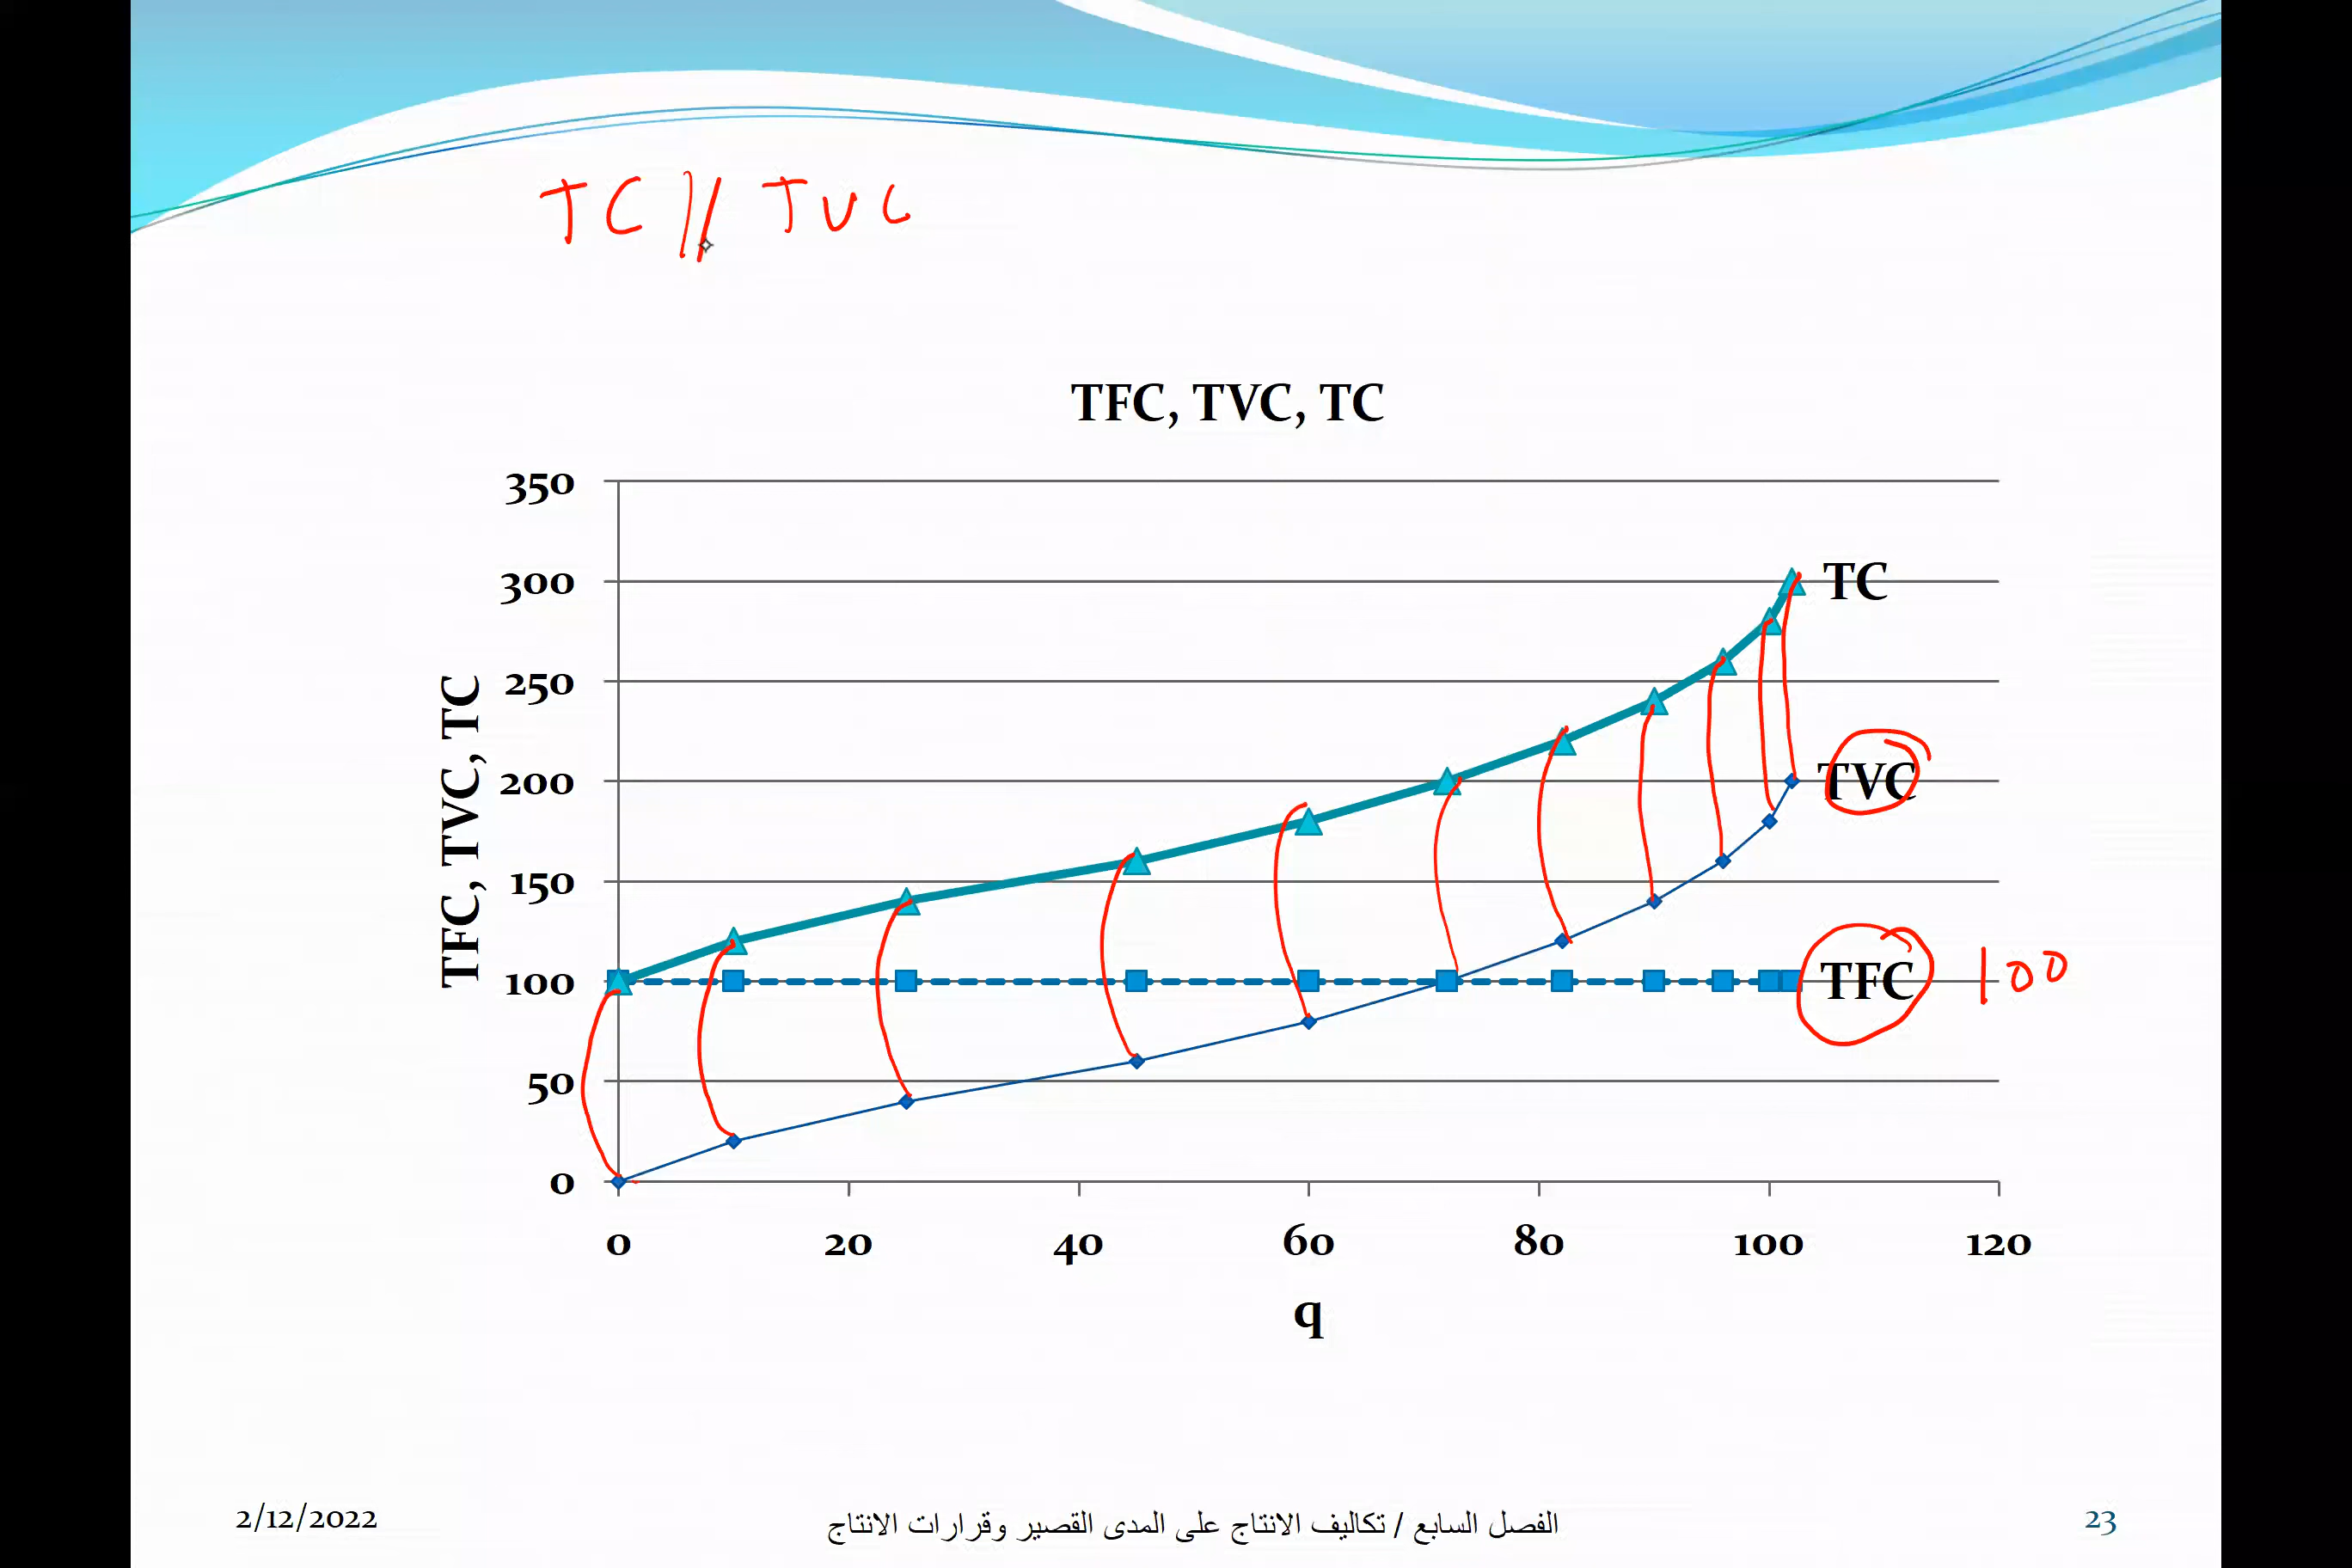 TC // TVC
TFC, TVC, TC
TFC, TVC, TC
350
300
250
200
150
100
50
0
TC
TVC
TFC
100
0 20 40 60 80 100 120
q
2/12/2022
الفصل السابع / تكاليف الانتاج على المدى القصير وقرارات الانتاج
23